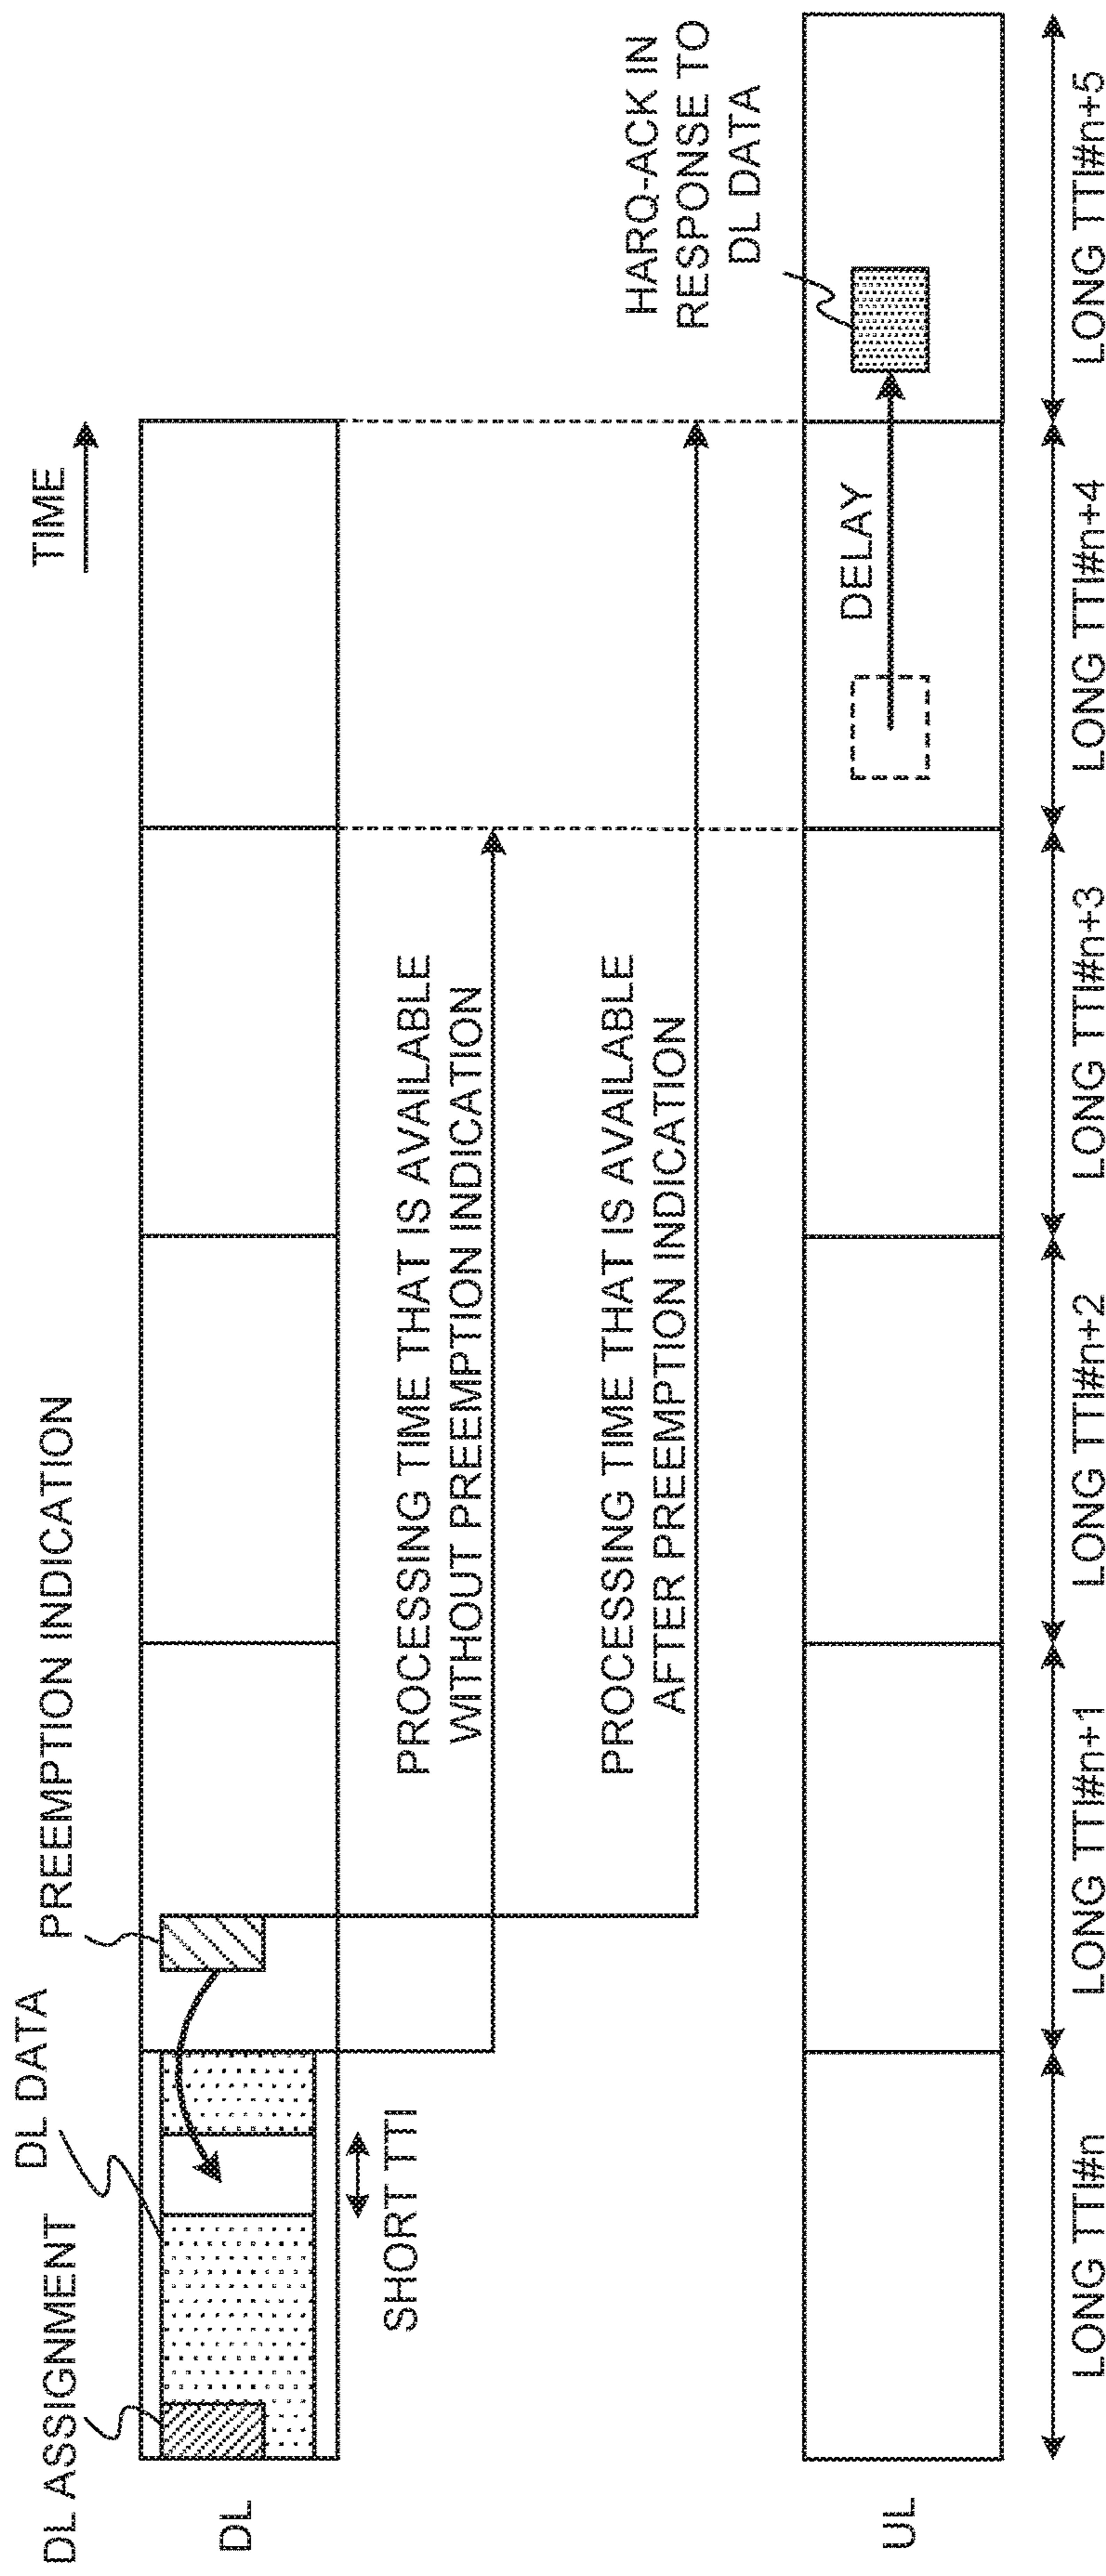 TIME
DL ASSIGNMENT
DL DATA
PREEMPTION INDICATION
DL
SHORT TTI
PROCESSING TIME THAT IS AVAILABLE
WITHOUT PREEMPTION INDICATION
PROCESSING TIME THAT IS AVAILABLE
AFTER PREEMPTION INDICATION
HARQ-ACK IN
RESPONSE TO
DL DATA
DELAY
UL
LONG TTI#n
LONG TTI#n+1
LONG TTI#n+2
LONG TTI#n+3
LONG TTI#n+4
LONG TTI#n+5